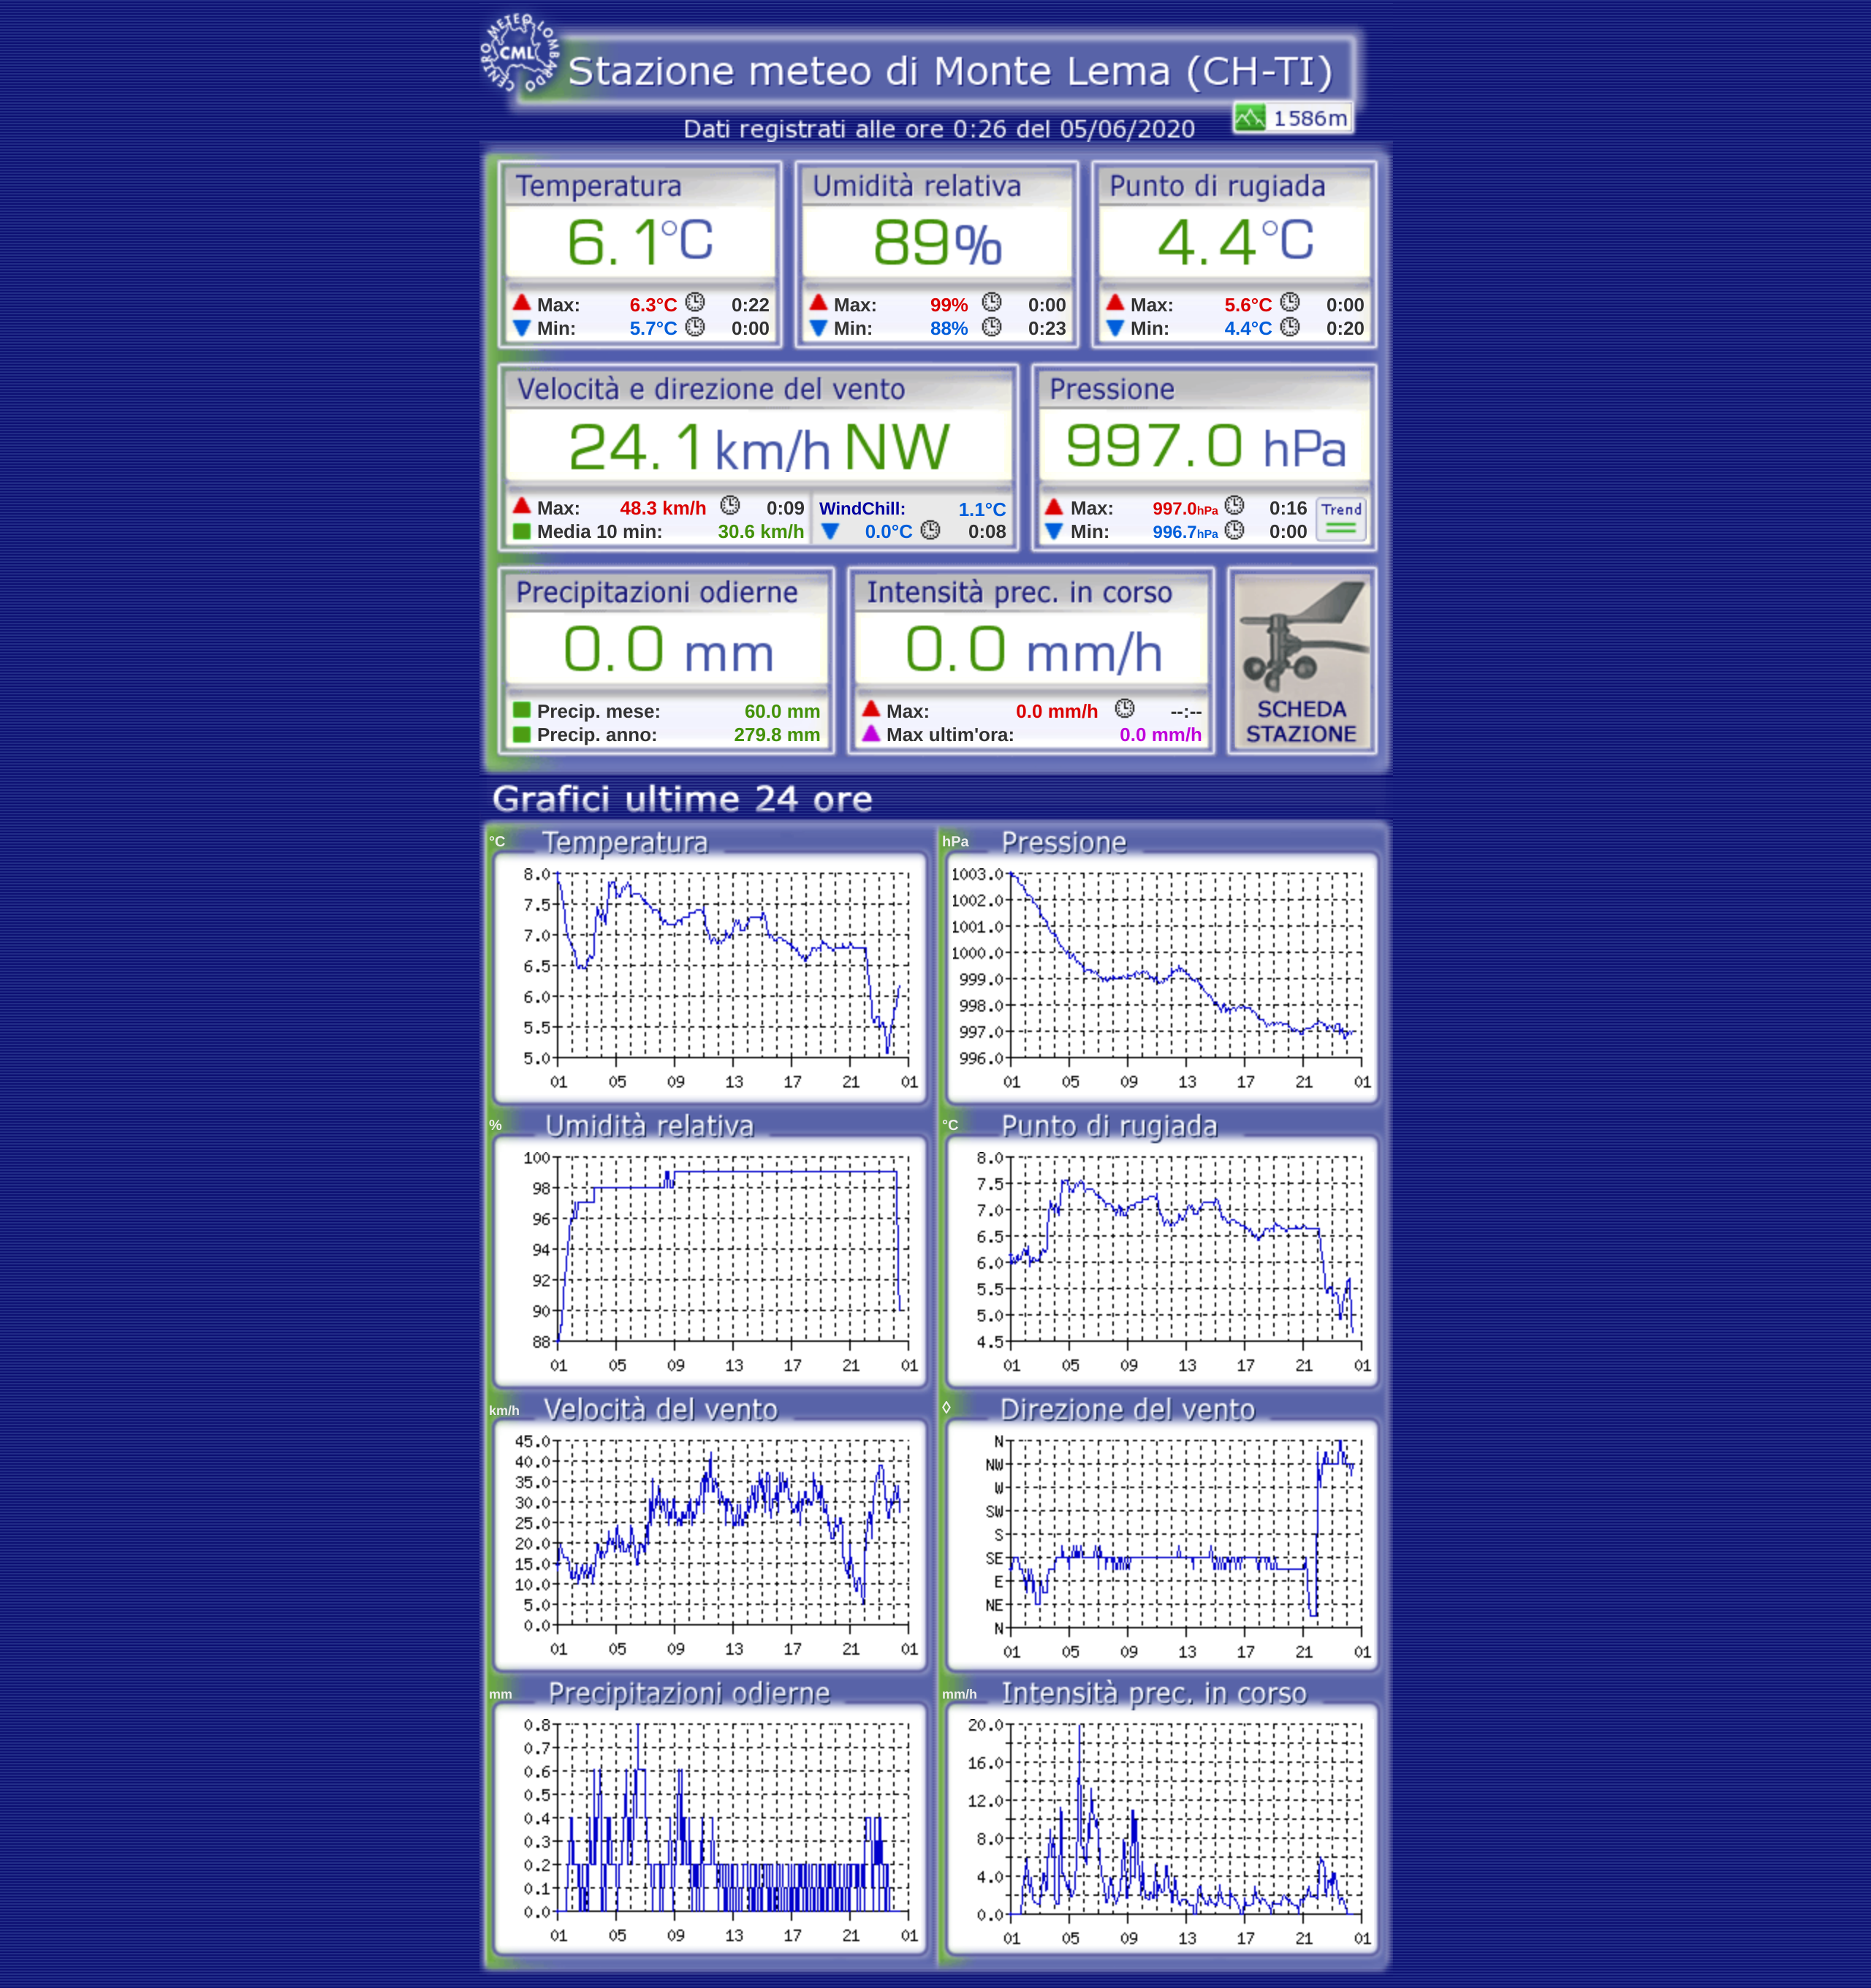 CENTRO METEO LOMBARDO
CML
Stazione meteo di Monte Lema (CH-TI)
1586m
Dati registrati alle ore 0:26 del 05/06/2020
Temperatura Umidità relativa Punto di rugiada
6.1°C 89% 4.4°C
Max: 6.3°C 0:22 Max: 99% 0:00 Max: 5.6°C 0:00
Min: 5.7°C 0:00 Min: 88% 0:23 Min: 4.4°C 0:20
Velocità e direzione del vento Pressione
24.1 km/h NW 997.0 hPa
Max: 48.3 km/h 0:09 WindChill: 1.1°C Max: 997.0hPa 0:16 Trend
Media 10 min: 30.6 km/h 0.0°C 0:08 Min: 996.7hPa 0:00
Precipitazioni odierne Intensità prec. in corso
0.0 mm 0.0 mm/h
Precip. mese: 60.0 mm Max: 0.0 mm/h --:-- SCHEDA
Precip. anno: 279.8 mm Max ultim'ora: 0.0 mm/h STAZIONE
Grafici ultime 24 ore
°C Temperatura
8.0
7.5
7.0
6.5
6.0
5.5
5.0
01 05 09 13 17 21 01
hPa Pressione
1003.0
1002.0
1001.0
1000.0
999.0
998.0
997.0
996.0
01 05 09 13 17 21 01
% Umidità relativa
100
98
96
94
92
90
88
01 05 09 13 17 21 01
°C Punto di rugiada
8.0
7.5
7.0
6.5
6.0
5.5
5.0
4.5
01 05 09 13 17 21 01
km/h Velocità del vento
45.0
40.0
35.0
30.0
25.0
20.0
15.0
10.0
5.0
0.0
01 05 09 13 17 21 01
◊ Direzione del vento
N
NW
W
SW
S
SE
E
NE
N
01 05 09 13 17 21 01
mm Precipitazioni odierne
0.8
0.7
0.6
0.5
0.4
0.3
0.2
0.1
0.0
01 05 09 13 17 21 01
mm/h Intensità prec. in corso
20.0
16.0
12.0
8.0
4.0
0.0
01 05 09 13 17 21 01